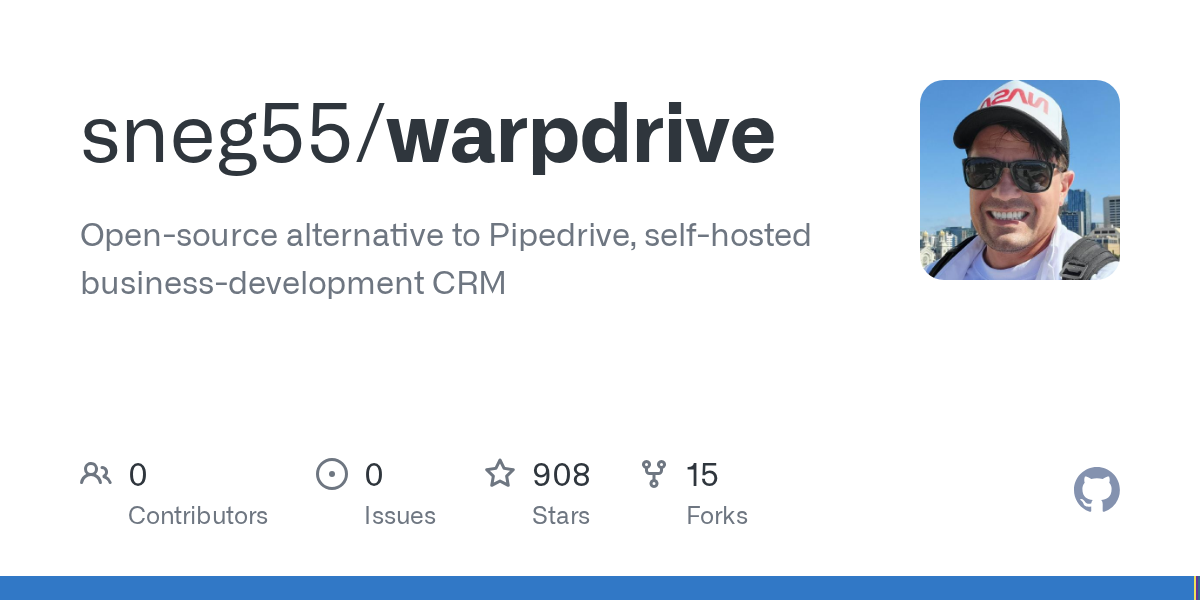 sneg55/warpdrive
Open-source alternative to Pipedrive, self-hosted
business-development CRM
NASA
0
Contributors
0
Issues
908
Stars
15
Forks